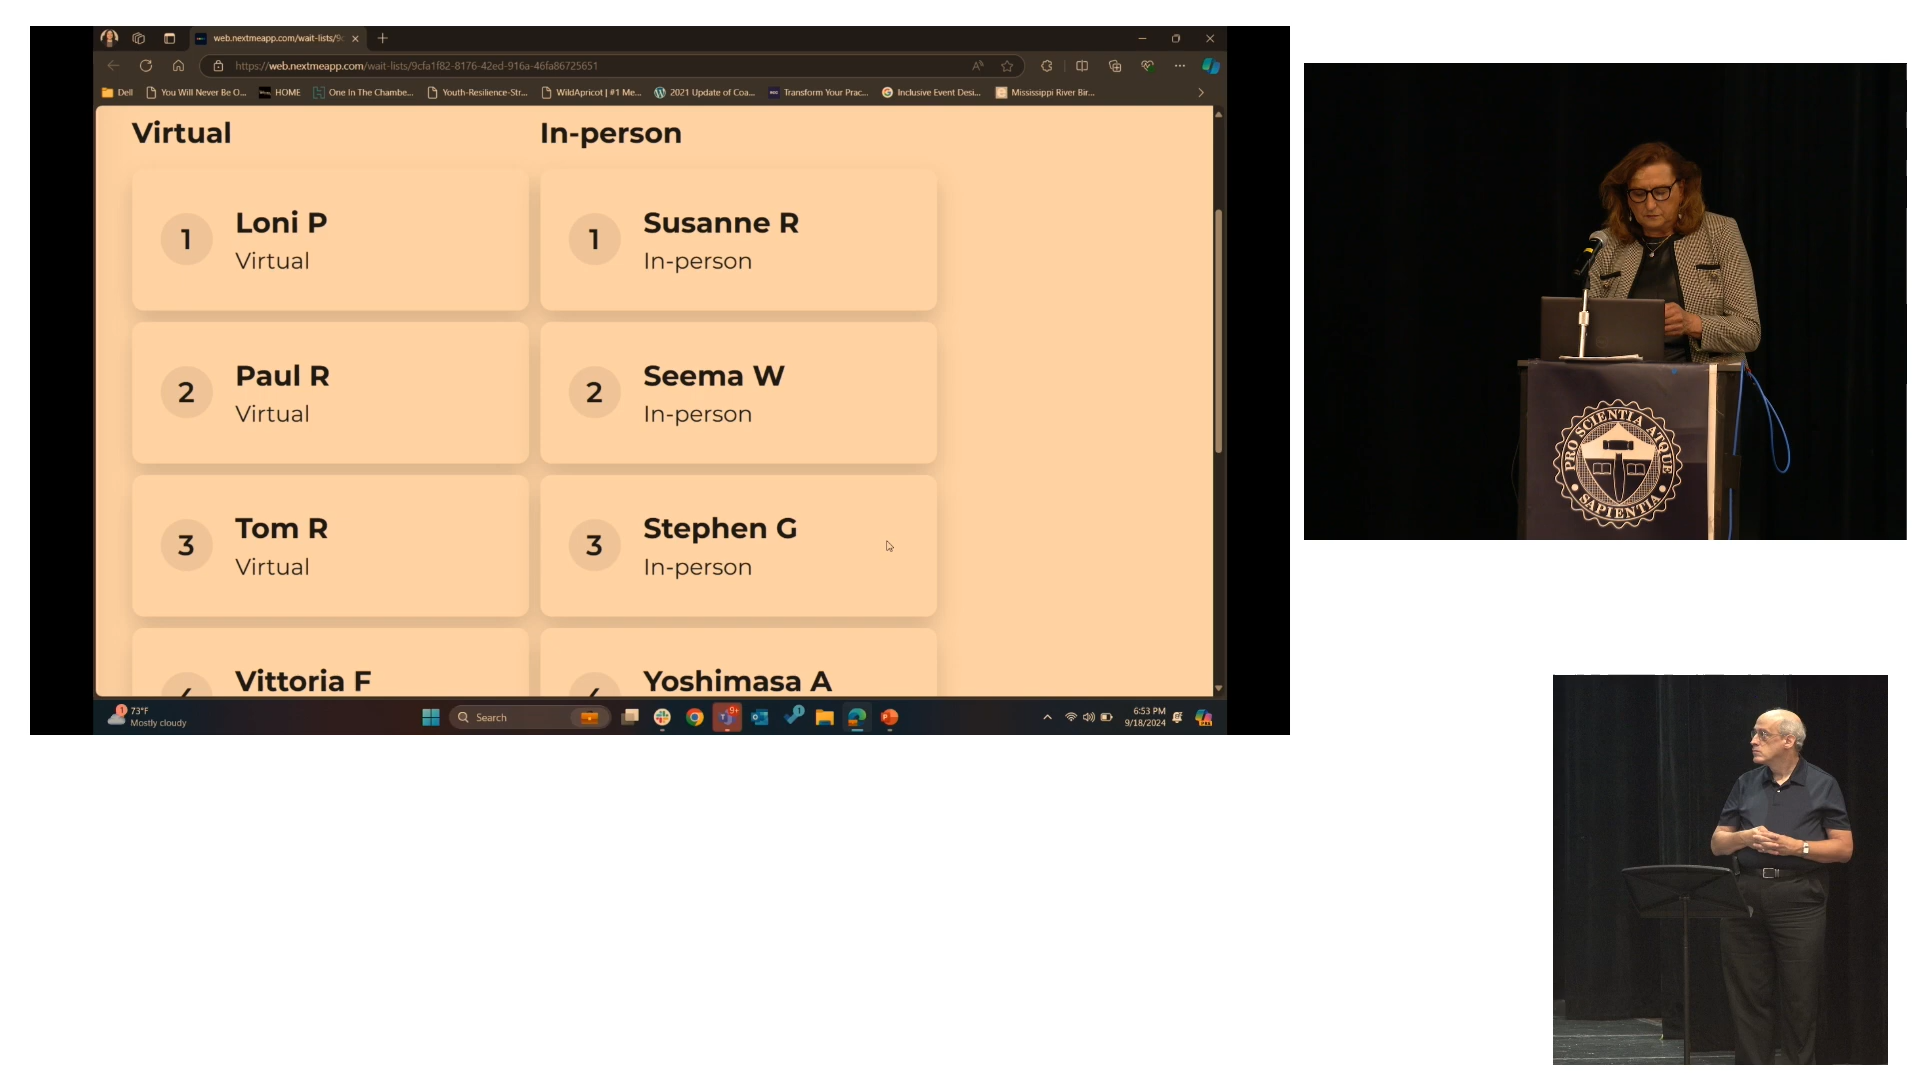 web.nextmeapp.com/wait-lists/9c
https://web.nextmeapp.com/wait-lists/9cfa1f82-8176-42ed-916a-46fa86725651
Dell
You Will Never Be O...
HOME
One In The Chambe...
Youth-Resilience-Str...
WildApricot | #1 Me...
2021 Update of Coa...
Transform Your Prac...
Inclusive Event Desi...
Mississippi River Bir...
Virtual
In-person
1
Loni P
Virtual
1
Susanne R
In-person
2
Paul R
Virtual
2
Seema W
In-person
3
Tom R
Virtual
3
Stephen G
In-person
Vittoria F
Yoshimasa A
1
73°F
Mostly cloudy
Search
9+
1
6:53 PM
9/18/2024
PRO SCIENTIA ATQUE
SAPIENTIA